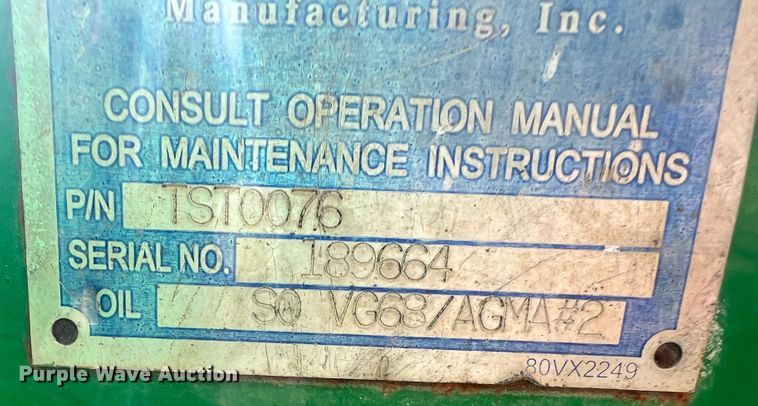 Manufacturing, Inc.
CONSULT OPERATION MANUAL
FOR MAINTENANCE INSTRUCTIONS
P/N TST0076
SERIAL NO. 189664
OIL SO VG68/AGMA#2
80VX2249
Purple Wave Auction